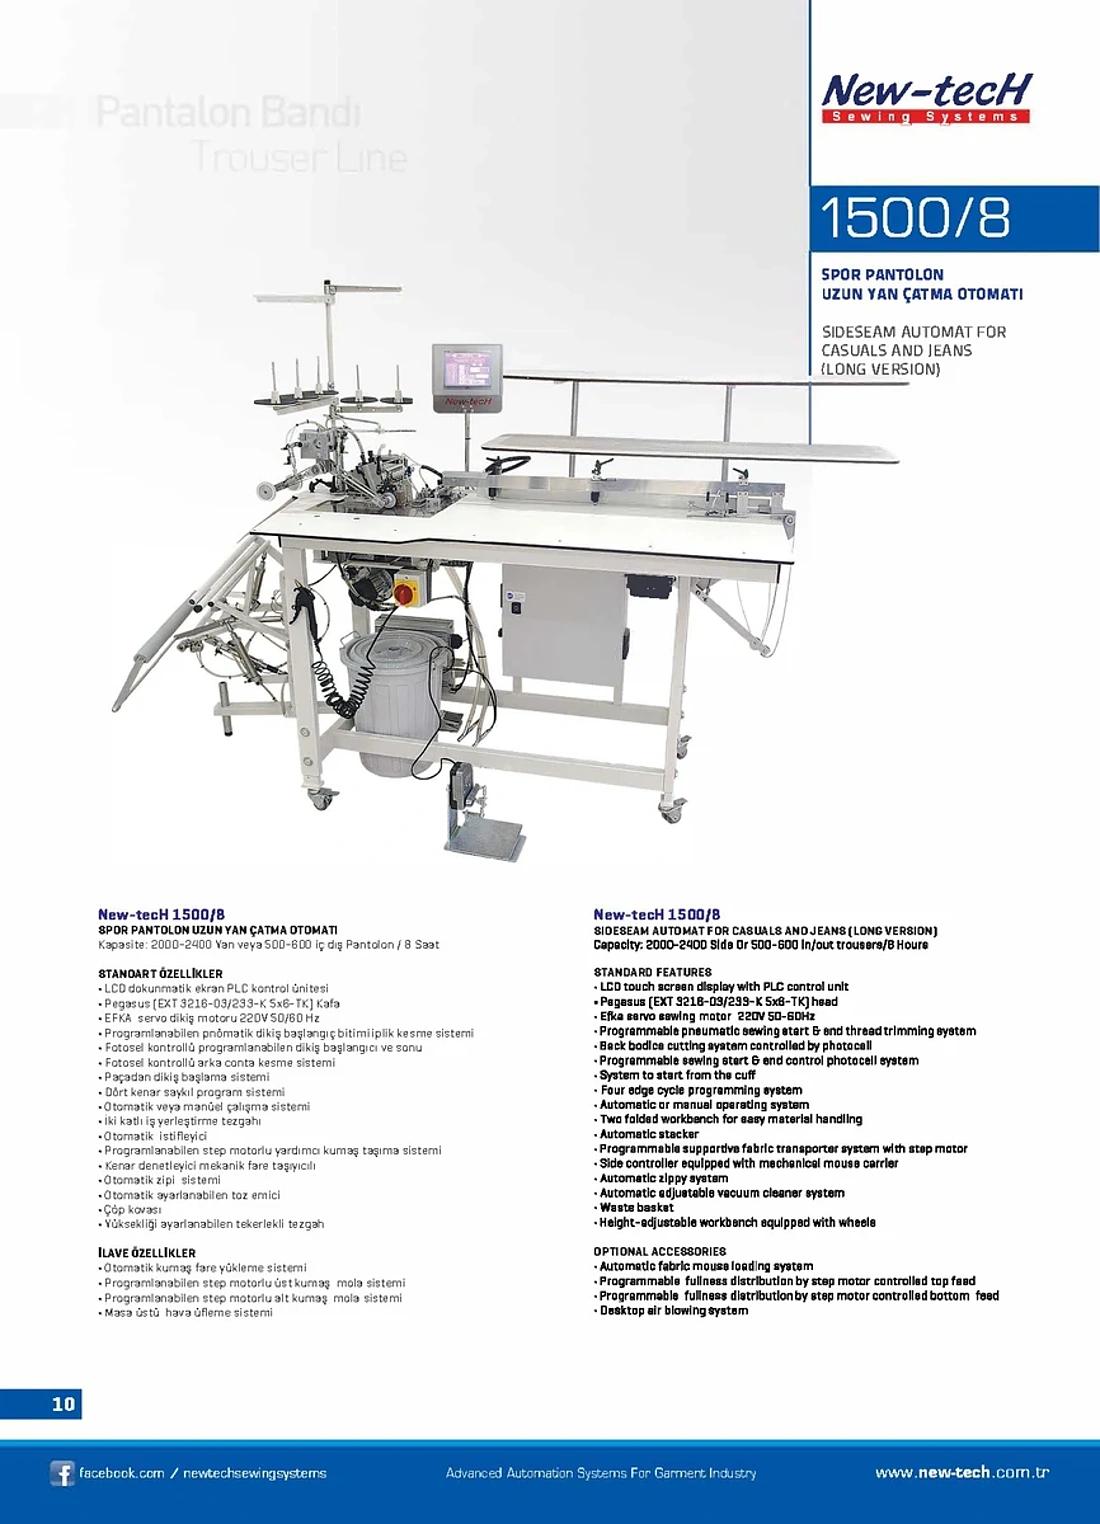 Pantalon Bandı
Trouser Line
New-tecH
Sewing Systems
1500/8
SPOR PANTOLON
UZUN YAN ÇATMA OTOMATI
SIDESEAM AUTOMAT FOR
CASUALS AND JEANS
(LONG VERSION)
New-tecH
New-tecH 1500/8
SPOR PANTOLON UZUN YAN ÇATMA OTOMATI
Kapasite: 2000-2400 Yan veya 500-600 iç dış Pantolon / 8 Saat
STANDART ÖZELLİKLER
• LCD dokunmatik ekran PLC kontrol ünitesi
• Pegasus (EXT 3216-03/233-K 5x6-TK) Kafa
• EFKA servo dikiş motoru 220V 50/60 Hz
• Programlanabilen pnömatik dikiş başlangıç bitimi iplik kesme sistemi
• Fotosel kontrollü programlanabilen dikiş başlangıcı ve sonu
• Fotosel kontrollü arka canta kesme sistemi
• Paçadan dikiş başlama sistemi
• Dört kenar saykıl program sistemi
• Otomatik veya manüel çalışma sistemi
• İki katlı iş yerleştirme tezgahı
• Otomatik istifleyici
• Programlanabilen step motorlu yardımcı kumaş taşıma sistemi
• Kenar denetleyici mekanik fare taşıyıcılı
• Otomatik zipi sistemi
• Otomatik ayarlanabilen toz emici
• Çöp kovası
• Yüksekliği ayarlanabilen tekerlekli tezgah
İLAVE ÖZELLİKLER
• Otomatik kumaş fare yükleme sistemi
• Programlanabilen step motorlu üst kumaş mola sistemi
• Programlanabilen step motorlu alt kumaş mola sistemi
• Masa üstü hava üfleme sistemi
New-tecH 1500/8
SIDESEAM AUTOMAT FOR CASUALS AND JEANS (LONG VERSION)
Capacity: 2000-2400 Side Or 500-600 in/out trousers/8 Hours
STANDARD FEATURES
• LCD touch screen display with PLC control unit
• Pegasus (EXT 3216-03/233-K 5x6-TK) head
• Efka servo sewing motor 220V 50-60Hz
• Programmable pneumatic sewing start & end thread trimming system
• Back bodice cutting system controlled by photocell
• Programmable sewing start & end control photocell system
• System to start from the cuff
• Four edge cycle programming system
• Automatic or manual operating system
• Two folded workbench for easy material handling
• Automatic stacker
• Programmable supportive fabric transporter system with step motor
• Side controller equipped with mechanical mouse carrier
• Automatic zippy system
• Automatic adjustable vacuum cleaner system
• Waste basket
• Height-adjustable workbench equipped with wheels
OPTIONAL ACCESSORIES
• Automatic fabric mouse loading system
• Programmable fullness distribution by step motor controlled top feed
• Programmable fullness distribution by step motor controlled bottom feed
• Desktop air blowing system
10
facebook.com / newtechsewingsystems
Advanced Automation Systems For Garment Industry
www.new-tech.com.tr